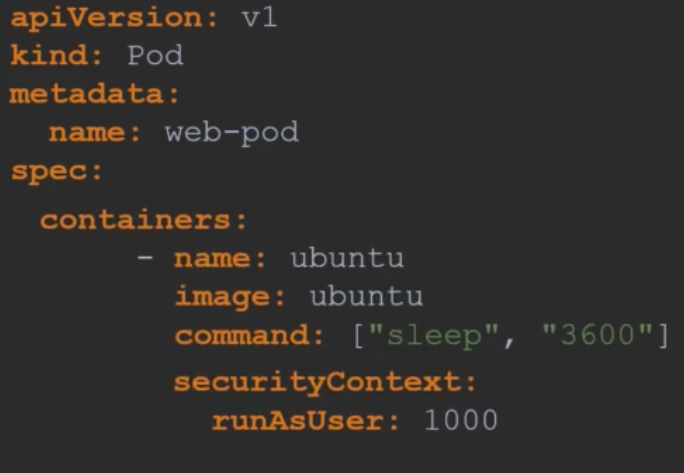 apiVersion: v1
kind: Pod
metadata:
  name: web-pod
spec:
  containers:
      - name: ubuntu
        image: ubuntu
        command: ["sleep", "3600"]
        securityContext:
          runAsUser: 1000